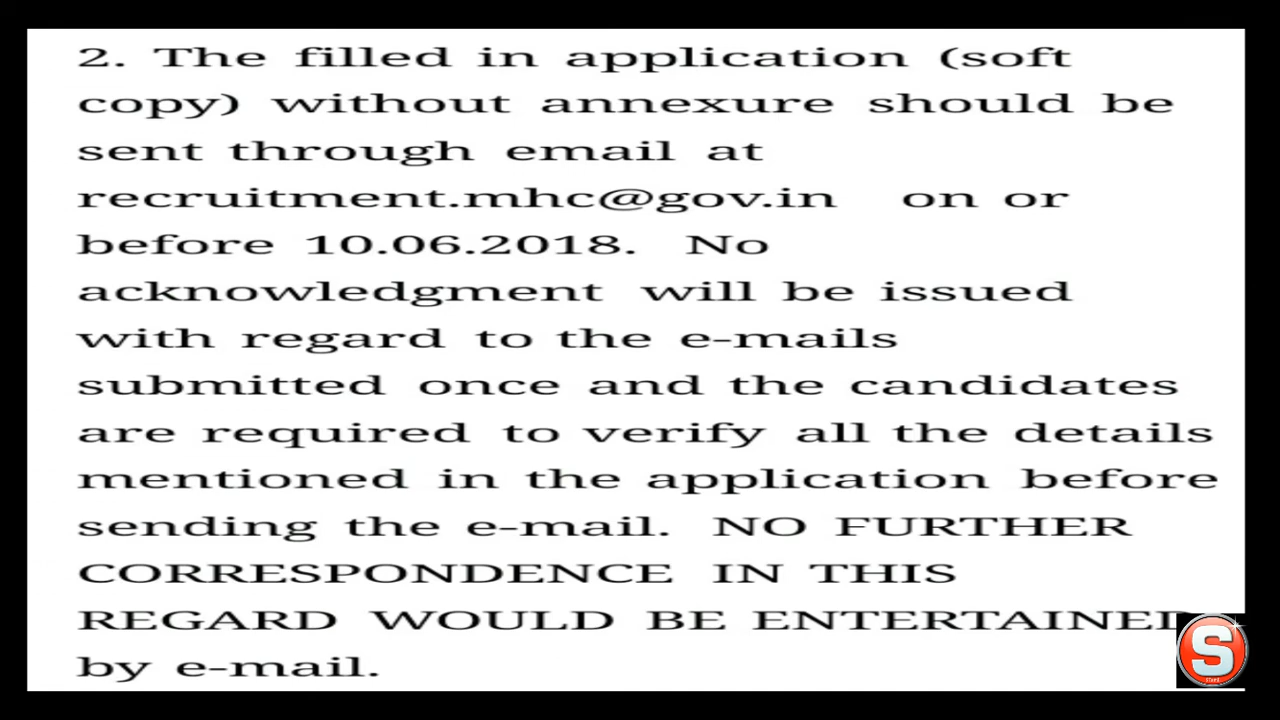 2. The filled in application (soft
copy) without annexure should be
sent through email at
recruitment.mhc@gov.in on or
before 10.06.2018. No
acknowledgment will be issued
with regard to the e-mails
submitted once and the candidates
are required to verify all the details
mentioned in the application before
sending the e-mail. NO FURTHER
CORRESPONDENCE IN THIS
REGARD WOULD BE ENTERTAINED
by e-mail.
S